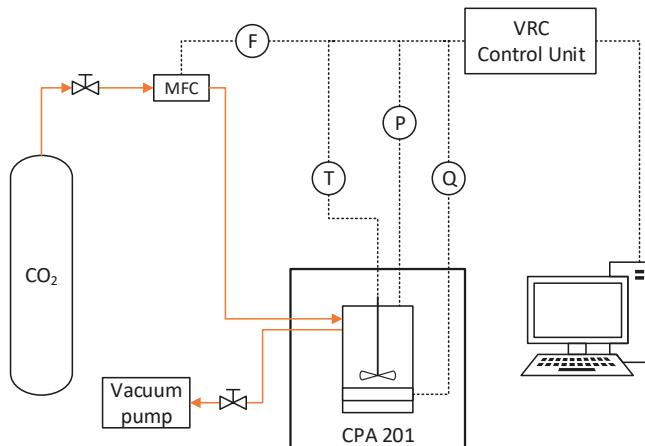 F
VRC
Control Unit
MFC
P
T
Q
CO₂
Vacuum
pump
CPA 201